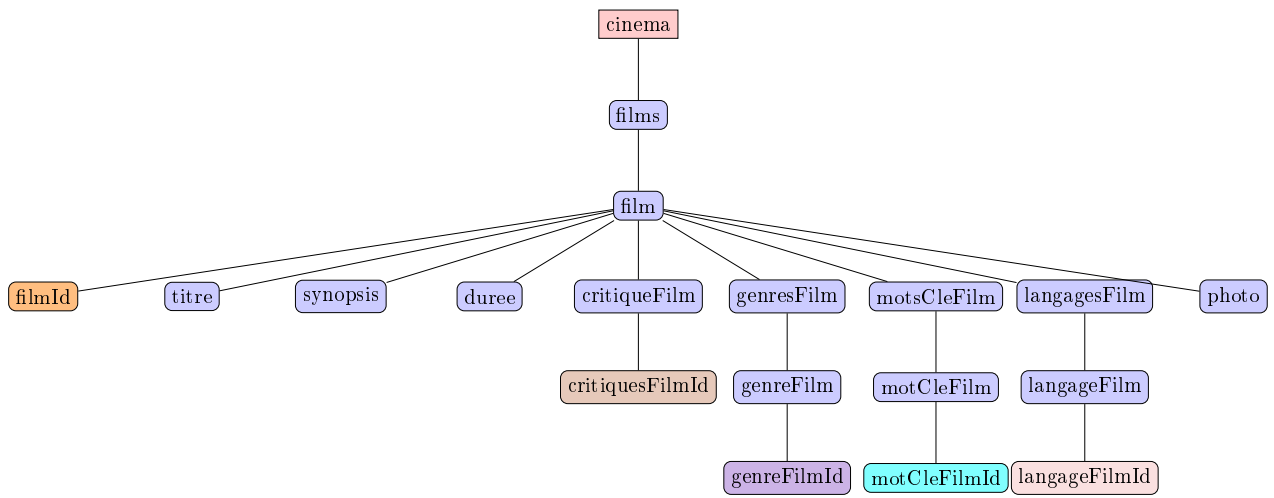 cinema
films
film
filmId
titre
synopsis
duree
critiqueFilm
genresFilm
motsCleFilm
langagesFilm
photo
critiquesFilmId
genreFilm
motCleFilm
langageFilm
genreFilmId
motCleFilmId
langageFilmId